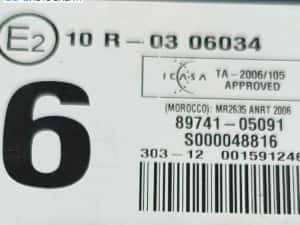 E2 10 R-03 06034
ICASA TA-2006/105
APPROVED
(MOROCCO: MR2635 ANRT 2006)
6
89741-05091
S000048816
303-12 001591246